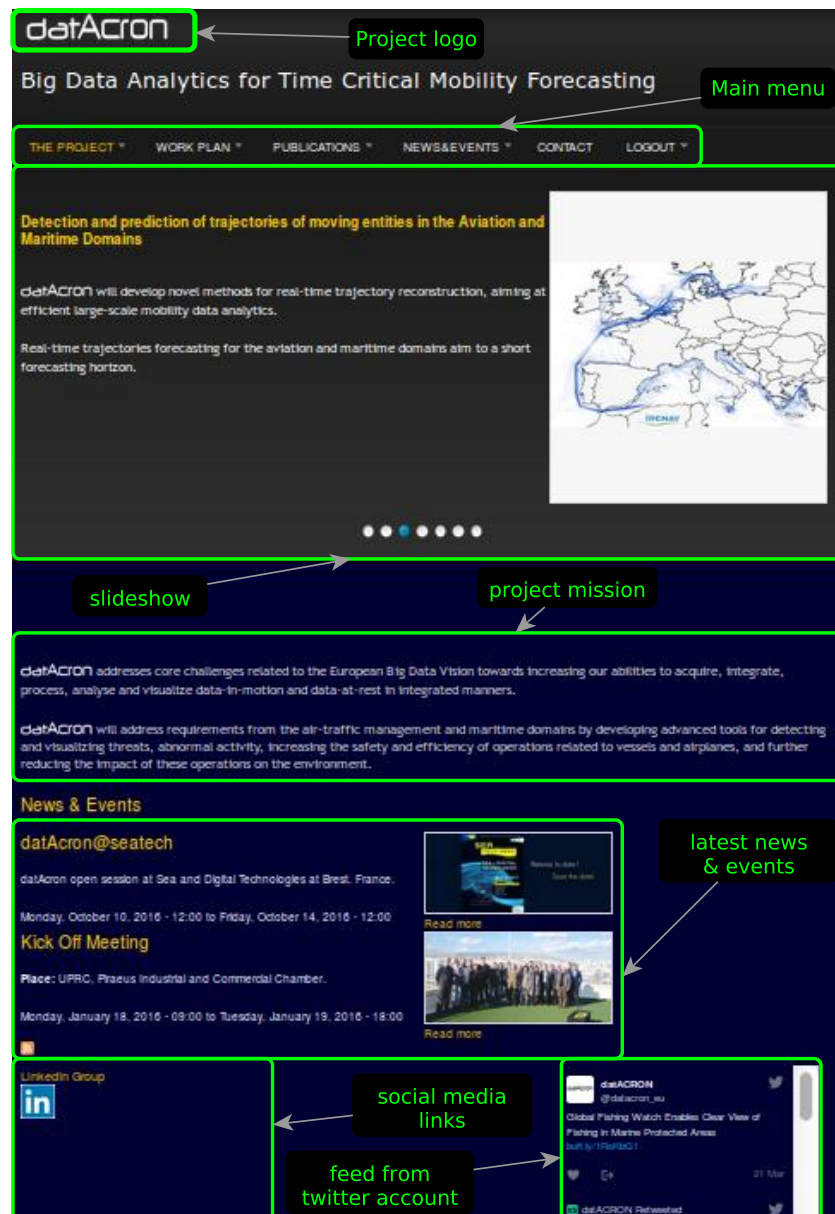 datAcron
Project logo
Big Data Analytics for Time Critical Mobility Forecasting
Main menu
THE PROJECT WORK PLAN PUBLICATIONS NEWS&EVENTS CONTACT LOGOUT
Detection and prediction of trajectories of moving entities in the Aviation and
Maritime Domains
datAcron will develop novel methods for real-time trajectory reconstruction, aiming at
efficient large-scale mobility data analytics.
Real-time trajectories forecasting for the aviation and maritime domains aim to a short
forecasting horizon.
IRENAV
slideshow
project mission
datAcron addresses core challenges related to the European Big Data Vision towards increasing our abilities to acquire, integrate,
process, analyse and visualize data-in-motion and data-at-rest in integrated manners.
datAcron will address requirements from the air-traffic management and maritime domains by developing advanced tools for detecting
and visualizing threats, abnormal activity, increasing the safety and efficiency of operations related to vessels and airplanes, and further
reducing the impact of these operations on the environment.
News & Events
datAcron@seatech
datAcron open session at Sea and Digital Technologies at Brest, France.
Monday, October 10, 2016 - 12:00 to Friday, October 14, 2016 - 12:00
SEA
Read more
latest news
& events
Kick Off Meeting
Place: UPRC, Piraeus Industrial and Commercial Chamber.
Monday, January 18, 2016 - 09:00 to Tuesday, January 19, 2016 - 18:00
Read more
LinkedIn Group
in
social media
links
feed from
twitter account
datACRON
@datacron_eu
Global Fishing Watch Enables Clear View of
Fishing in Marine Protected Areas
21 Mar
datACRON Retweeted